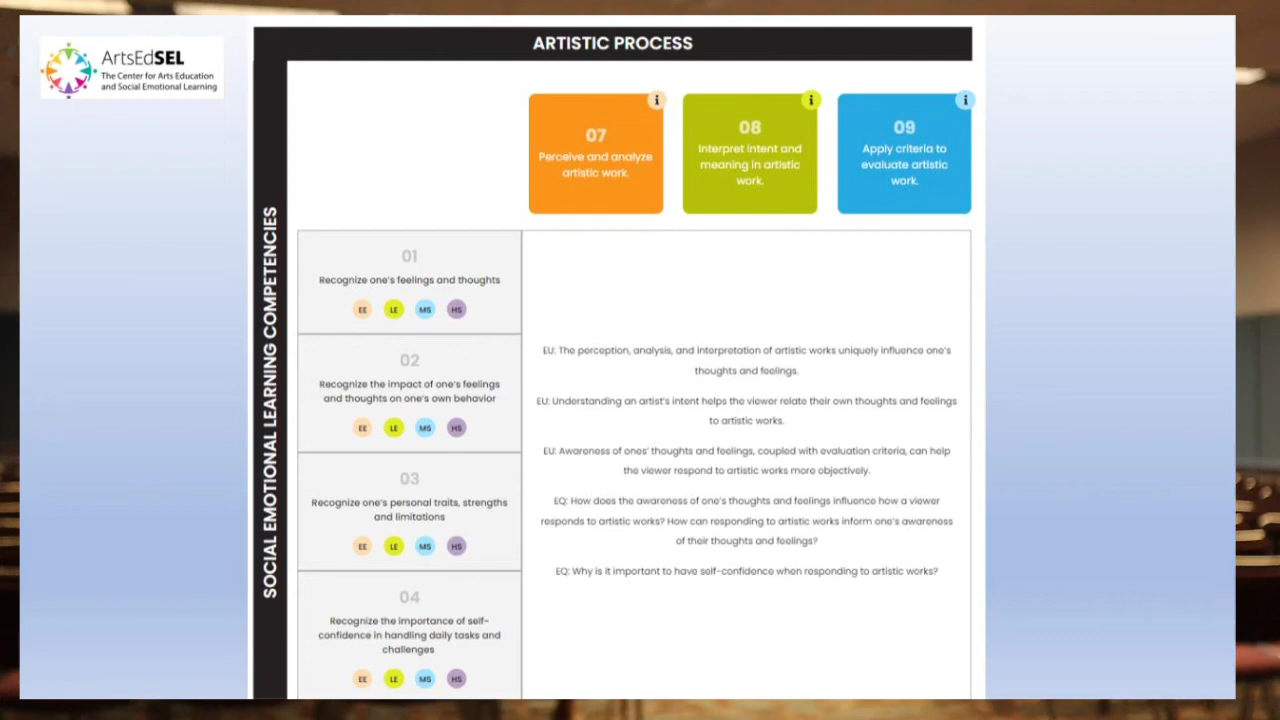 ArtsEdSEL
The Center for Arts Education
and Social Emotional Learning
ARTISTIC PROCESS
SOCIAL EMOTIONAL LEARNING COMPETENCIES
i
07
Perceive and analyze
artistic work.
i
08
Interpret intent and
meaning in artistic
work.
i
09
Apply criteria to
evaluate artistic
work.
01
Recognize one's feelings and thoughts
EE LE MS HS
02
Recognize the impact of one's feelings
and thoughts on one's own behavior
EE LE MS HS
03
Recognize one's personal traits, strengths
and limitations
EE LE MS HS
04
Recognize the importance of self-
confidence in handling daily tasks and
challenges
EE LE MS HS
EU: The perception, analysis, and interpretation of artistic works uniquely influence one's
thoughts and feelings.
EU: Understanding an artist's intent helps the viewer relate their own thoughts and feelings
to artistic works.
EU: Awareness of ones' thoughts and feelings, coupled with evaluation criteria, can help
the viewer respond to artistic works more objectively.
EQ: How does the awareness of one's thoughts and feelings influence how a viewer
responds to artistic works? How can responding to artistic works inform one's awareness
of their thoughts and feelings?
EQ: Why is it important to have self-confidence when responding to artistic works?